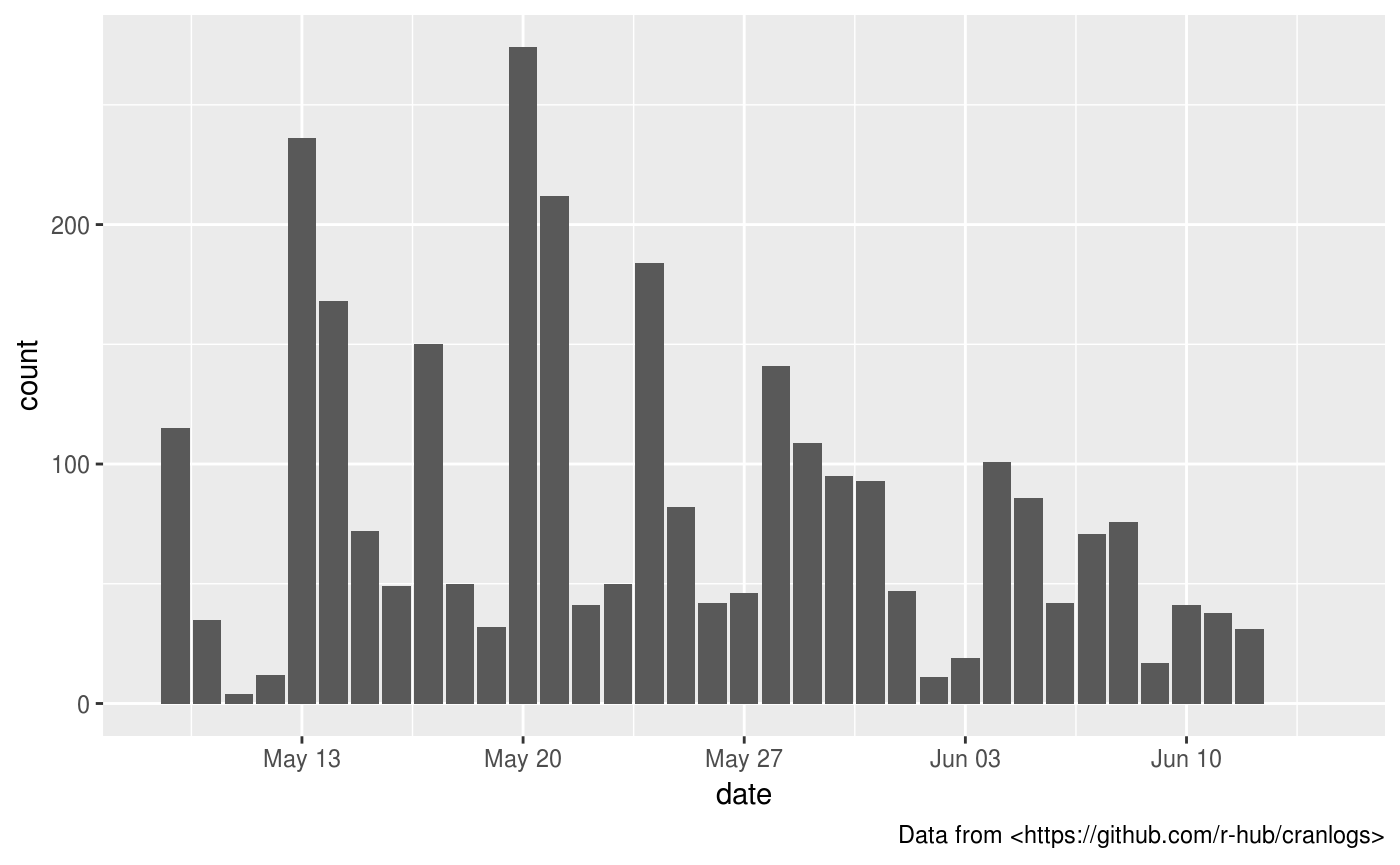 200
100
0
count
May 13
May 20
May 27
Jun 03
Jun 10
date
Data from <https://github.com/r-hub/cranlogs>